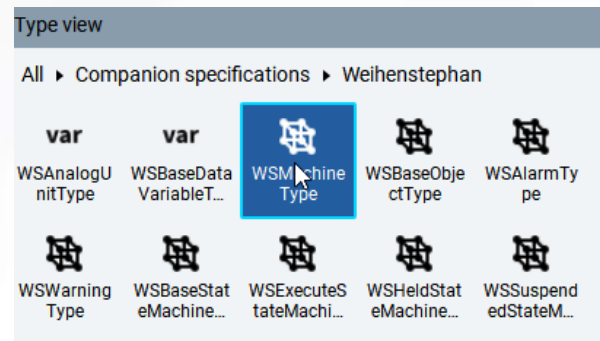 Type view
All ▸ Companion specifications ▸ Weihenstephan
var var
WSAnalogU WSBaseData WSMachine WSBaseObje WSAlarmTy
nitType VariableT... Type ctType pe
WSWarning WSBaseStat WSExecuteS WSHeldStat WSSuspend
Type eMachine... tateMachi... eMachine... edStateM...